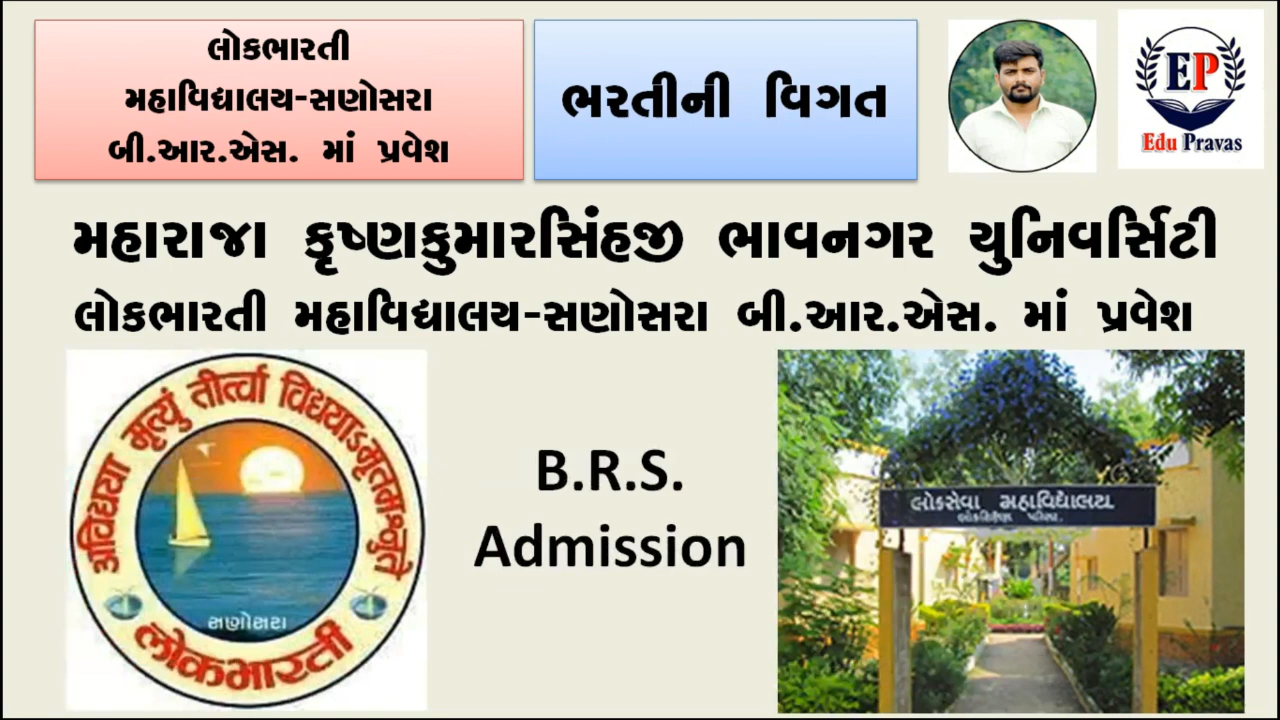 લોકભારતી
મહાવિદ્યાલય-સણોસરા
બી.આર.એસ. માં પ્રવેશ
ભરતીની વિગત
EP
Edu Pravas
મહારાજા કૃષ્ણકુમારસિંહજી ભાવનગર યુનિવર્સિટી
લોકભારતી મહાવિદ્યાલય-સણોસરા બી.આર.એસ. માં પ્રવેશ
अविद्यया मृत्युं तीर्त्वा विद्ययाऽमृतमश्नुते
સણોસરા
લોકભારતી
B.R.S.
Admission
લોકસેવા મહાવિદ્યાલય